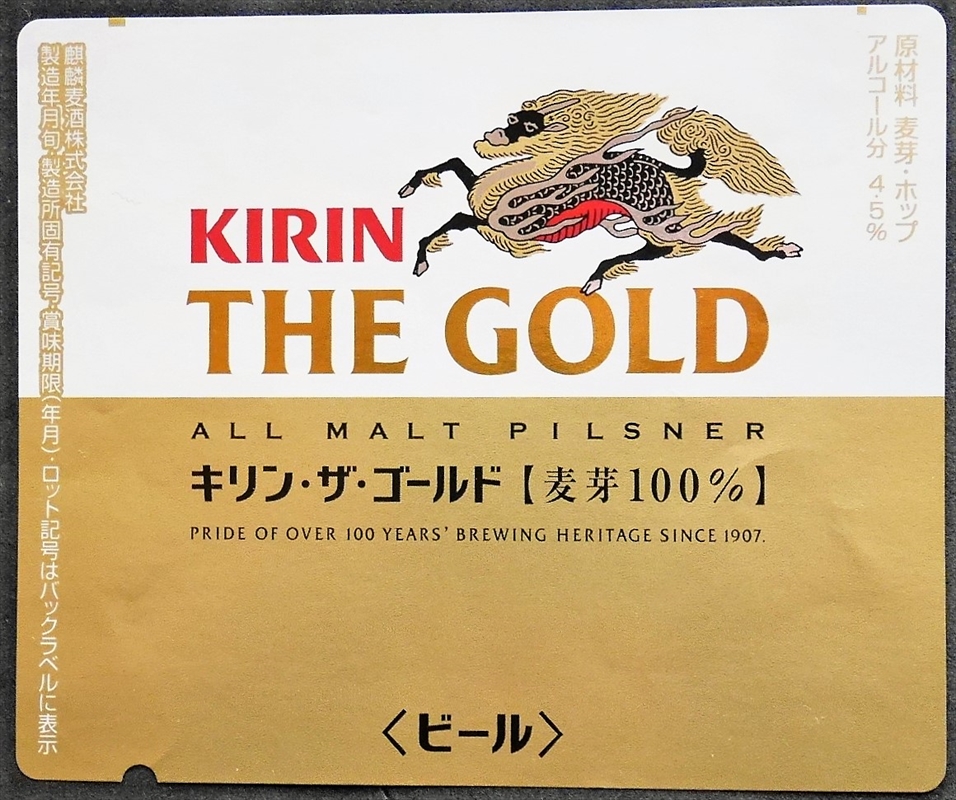 原材料 麦芽・ホップ
アルコール分 4.5%
KIRIN
THE GOLD
ALL MALT PILSNER
キリン・ザ・ゴールド【麦芽100%】
PRIDE OF OVER 100 YEARS' BREWING HERITAGE SINCE 1907.
〈ビール〉
麒麟麦酒株式会社
製造年月旬・製造所固有記号・賞味期限(年月)・ロット記号はバックラベルに表示